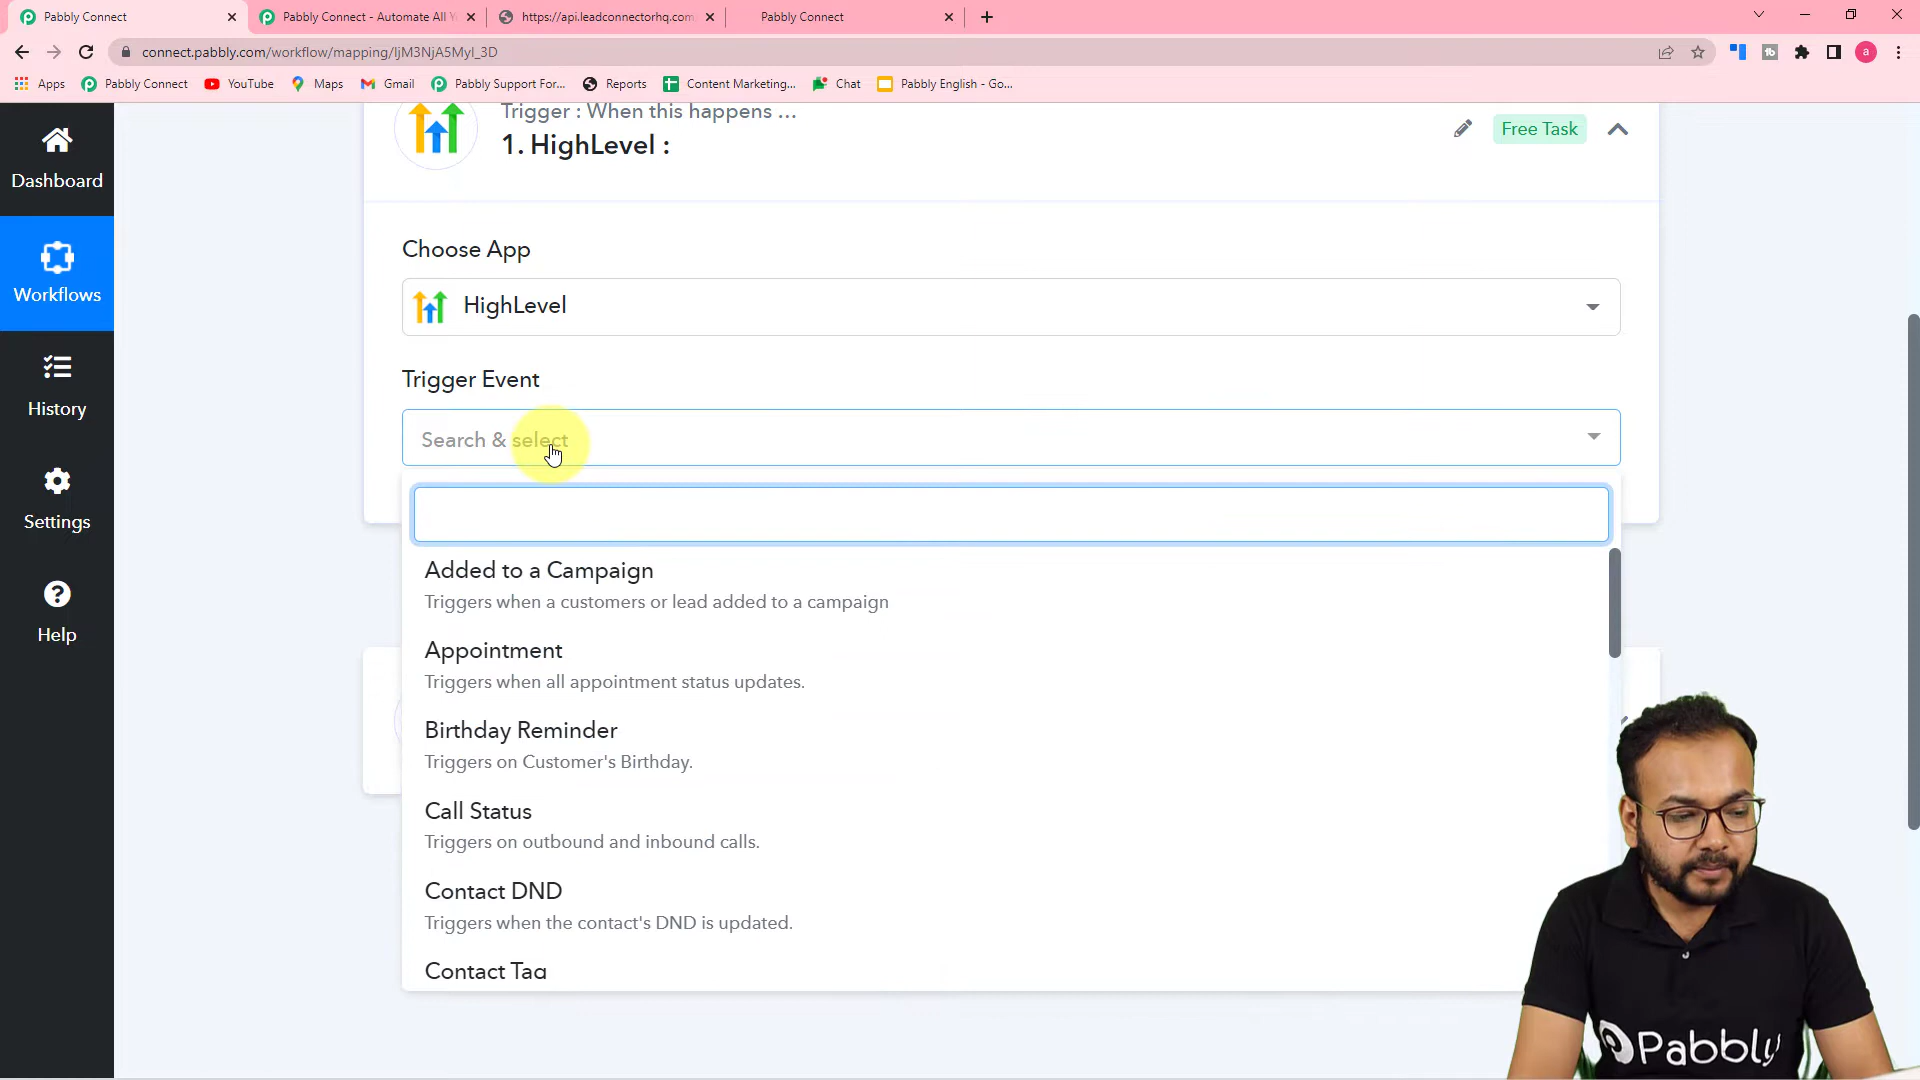 Pabbly Connect
Pabbly Connect - Automate All Y
https://api.leadconnectorhq.com
Pabbly Connect
connect.pabbly.com/workflow/mapping/IjM3NjA5MyI_3D
Apps
Pabbly Connect
YouTube
Maps
Gmail
Pabbly Support For...
Reports
Content Marketing...
Chat
Pabbly English - Go...
a
Dashboard
Workflows
History
Settings
Help
Trigger : When this happens ...
1. HighLevel :
Free Task
Choose App
HighLevel
Trigger Event
Search & select
Added to a Campaign
Triggers when a customers or lead added to a campaign
Appointment
Triggers when all appointment status updates.
Birthday Reminder
Triggers on Customer's Birthday.
Call Status
Triggers on outbound and inbound calls.
Contact DND
Triggers when the contact's DND is updated.
Contact Tag
Pabbly